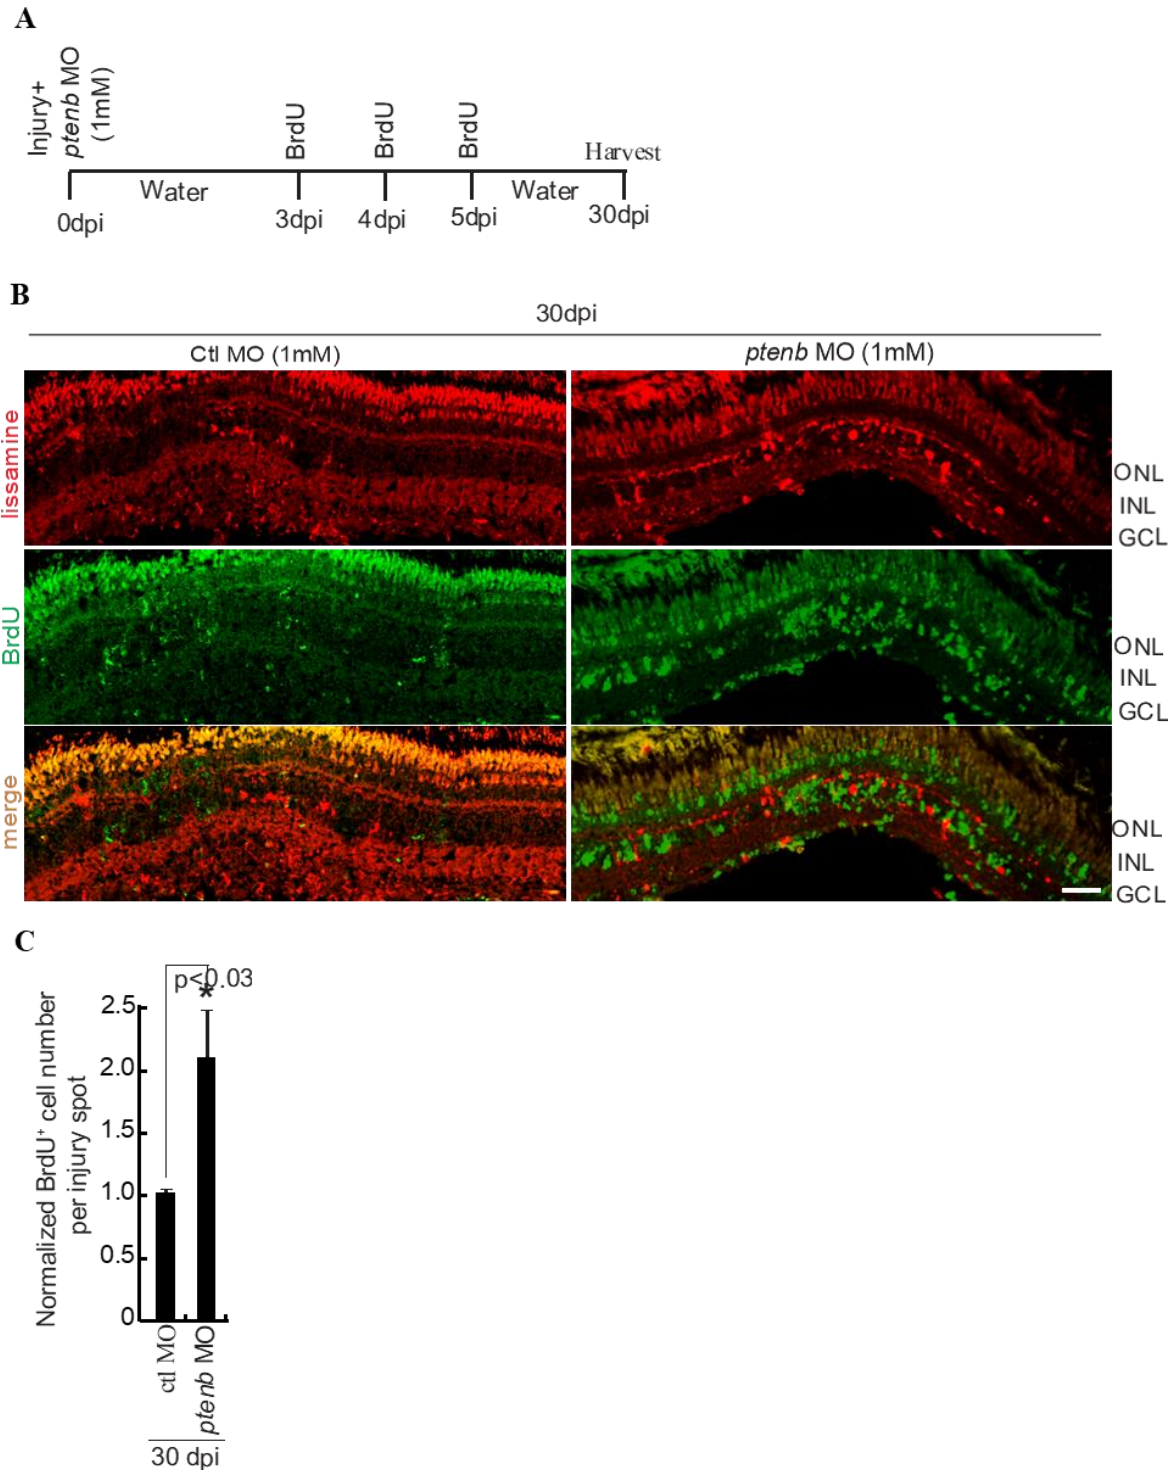 A
Injury+
ptenb MO
(1mM)
BrdU
BrdU
BrdU
Harvest
Water
Water
0dpi
3dpi
4dpi
5dpi
30dpi
B
30dpi
Ctl MO (1mM)
ptenb MO (1mM)
lissamine
ONL
INL
GCL
BrdU
ONL
INL
GCL
merge
ONL
INL
GCL
C
p<0.03
*
Normalized BrdU+ cell number
per injury spot
2.5
2.0
1.5
1.0
0.5
0
ctl MO
ptenb MO
30 dpi